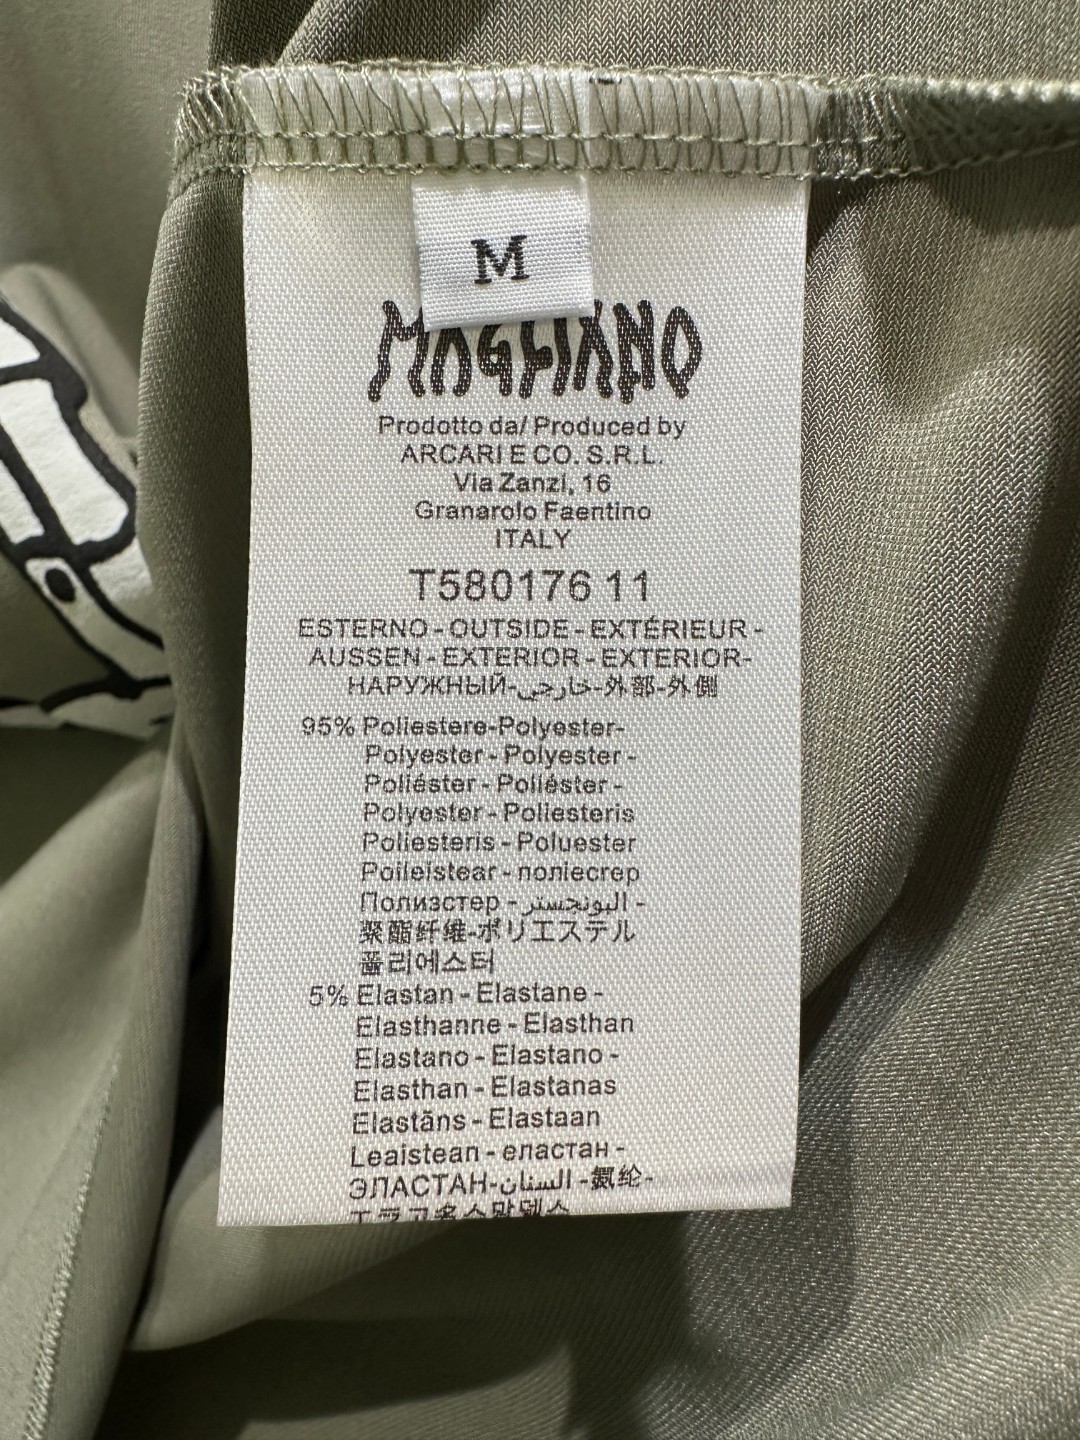 M
MAGLIANO
Prodotto da/ Produced by
ARCARI E CO. S.R.L.
Via Zanzi, 16
Granarolo Faentino
ITALY
T580176 11
ESTERNO - OUTSIDE - EXTÉRIEUR -
AUSSEN - EXTERIOR - EXTERIOR-
НАРУЖНЫЙ-خارجي-外部-外側
95% Poliestere-Polyester-
Polyester - Polyester -
Poliéster - Poliéster -
Polyester - Poliesteris
Poliesteris - Poluester
Poileistear - nonіecrep
Полиэстер - البونجستر -
聚酯纤维-ポリエステル
폴리에스터
5% Elastan - Elastane -
Elasthanne - Elasthan
Elastano - Elastano -
Elasthan - Elastanas
Elastāns - Elastaan
Leaistean - еластан -
ЭЛАСТАН-السنان -氨纶-